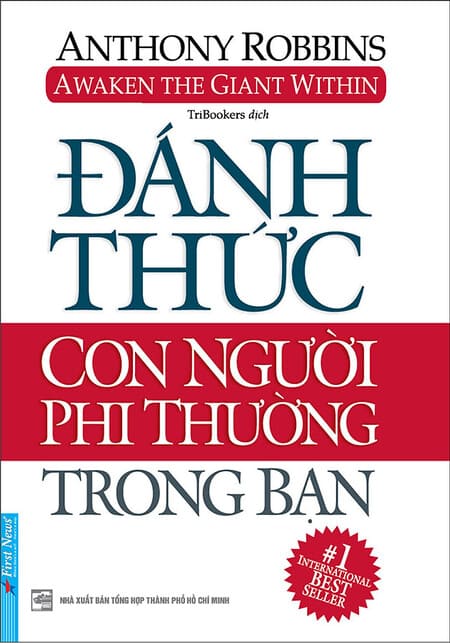 ANTHONY ROBBINS
AWAKEN THE GIANT WITHIN
TriBookers dịch
ĐÁNH
THỨC
CON NGƯỜI
PHI THƯỜNG
TRONG BẠN
#1
INTERNATIONAL
BEST
SELLER
First News
NHÀ XUẤT BẢN TỔNG HỢP THÀNH PHỐ HỒ CHÍ MINH